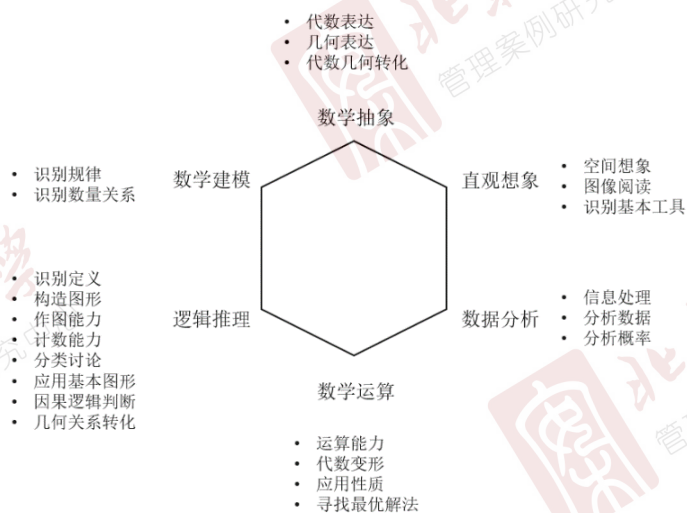 • 代数表达
• 几何表达
• 代数几何转化
数学抽象
数学建模
• 识别规律
• 识别数量关系
直观想象
• 空间想象
• 图像阅读
• 识别基本工具
逻辑推理
• 识别定义
• 构造图形
• 作图能力
• 计数能力
• 分类讨论
• 应用基本图形
• 因果逻辑判断
• 几何关系转化
数据分析
• 信息处理
• 分析数据
• 分析概率
数学运算
• 运算能力
• 代数变形
• 应用性质
• 寻找最优解法
管理案例研究